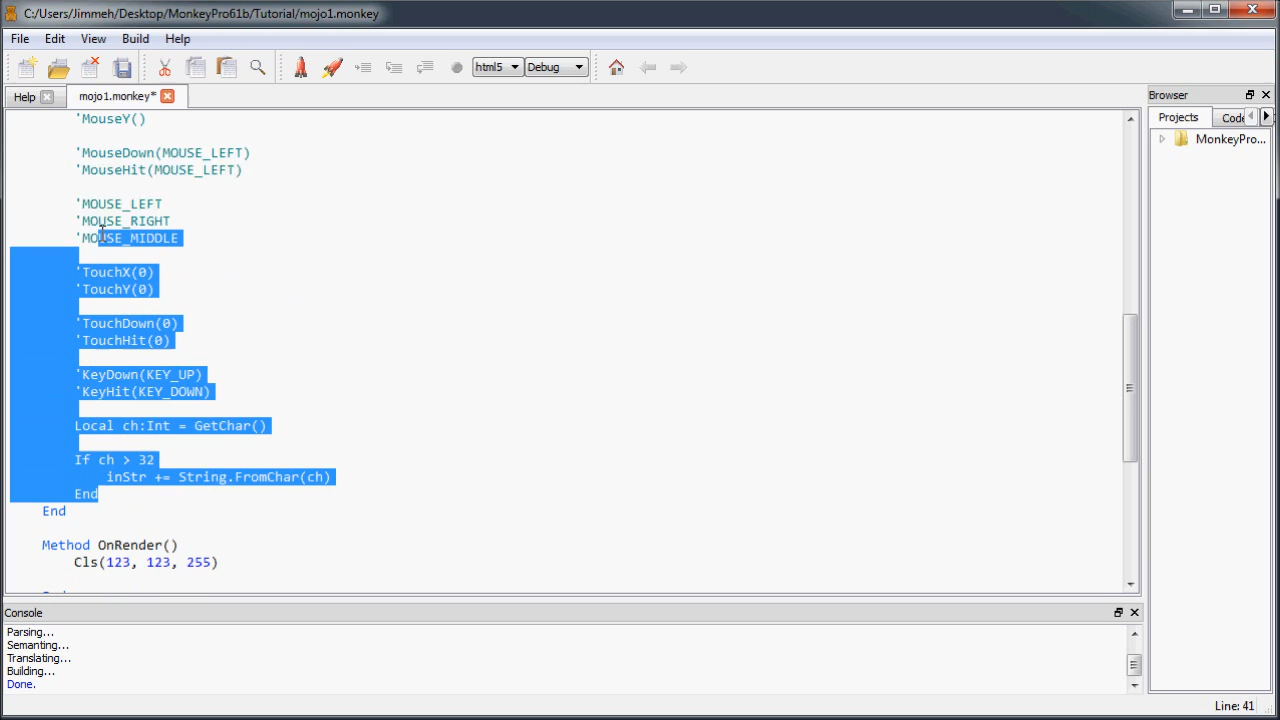 C:/Users/Jimmeh/Desktop/MonkeyPro61b/Tutorial/mojo1.monkey
File Edit View Build Help
html5 Debug
Help mojo1.monkey*
'MouseY()
'MouseDown(MOUSE_LEFT)
'MouseHit(MOUSE_LEFT)
'MOUSE_LEFT
'MOUSE_RIGHT
'MOUSE_MIDDLE
'TouchX(0)
'TouchY(0)
'TouchDown(0)
'TouchHit(0)
'KeyDown(KEY_UP)
'KeyHit(KEY_DOWN)
Local ch:Int = GetChar()
If ch > 32
inStr += String.FromChar(ch)
End
End
Method OnRender()
Cls(123, 123, 255)
Browser
Projects Code
MonkeyPro...
Console
Parsing...
Semanting...
Translating...
Building...
Done.
Line: 41